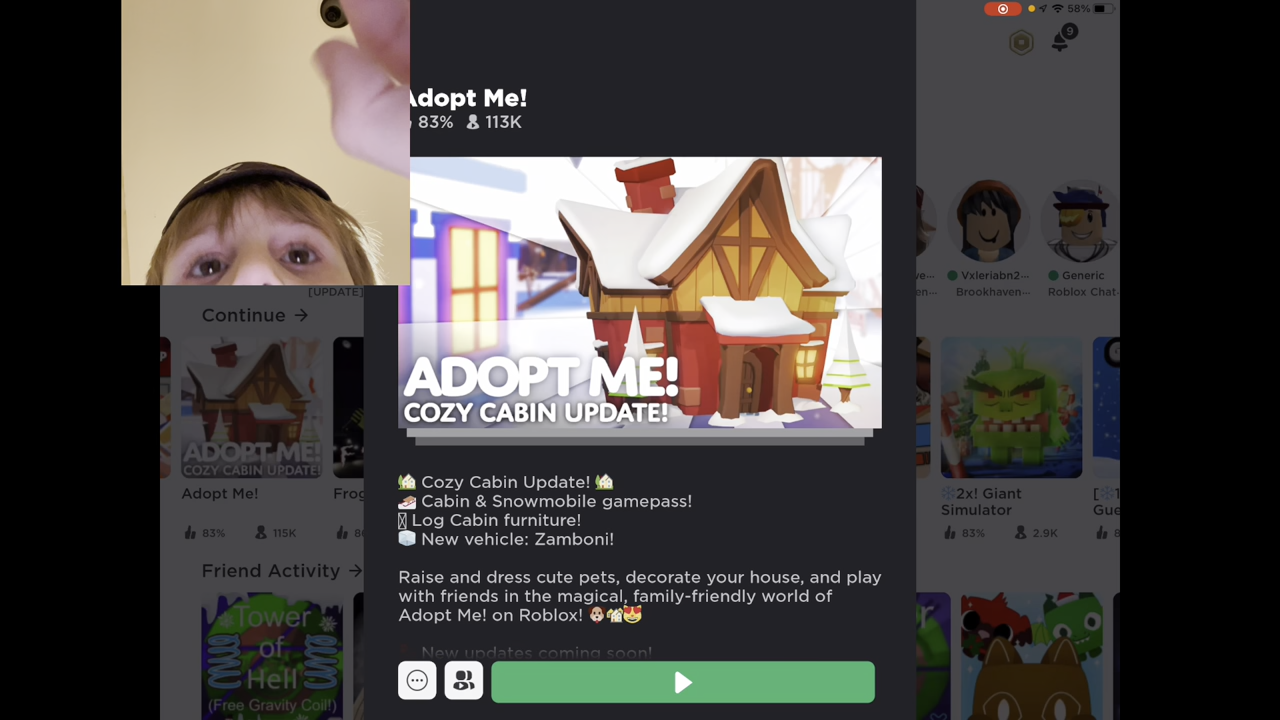 58%
9
Adopt Me!
83% 113K
ADOPT ME!
COZY CABIN UPDATE!
Cozy Cabin Update!
Cabin & Snowmobile gamepass!
Log Cabin furniture!
New vehicle: Zamboni!
Raise and dress cute pets, decorate your house, and play
with friends in the magical, family-friendly world of
Adopt Me! on Roblox!
New updates coming soon!
[UPDATE]
Continue →
ADOPT ME!
COZY CABIN UPDATE!
Adopt Me!
Frog
83% 115K
Friend Activity →
Tower
of
Hell
(Free Gravity Coil!)
Vxleriabn2...
Brookhaven...
Generic
Roblox Chat...
2x! Giant
Simulator
83% 2.9K